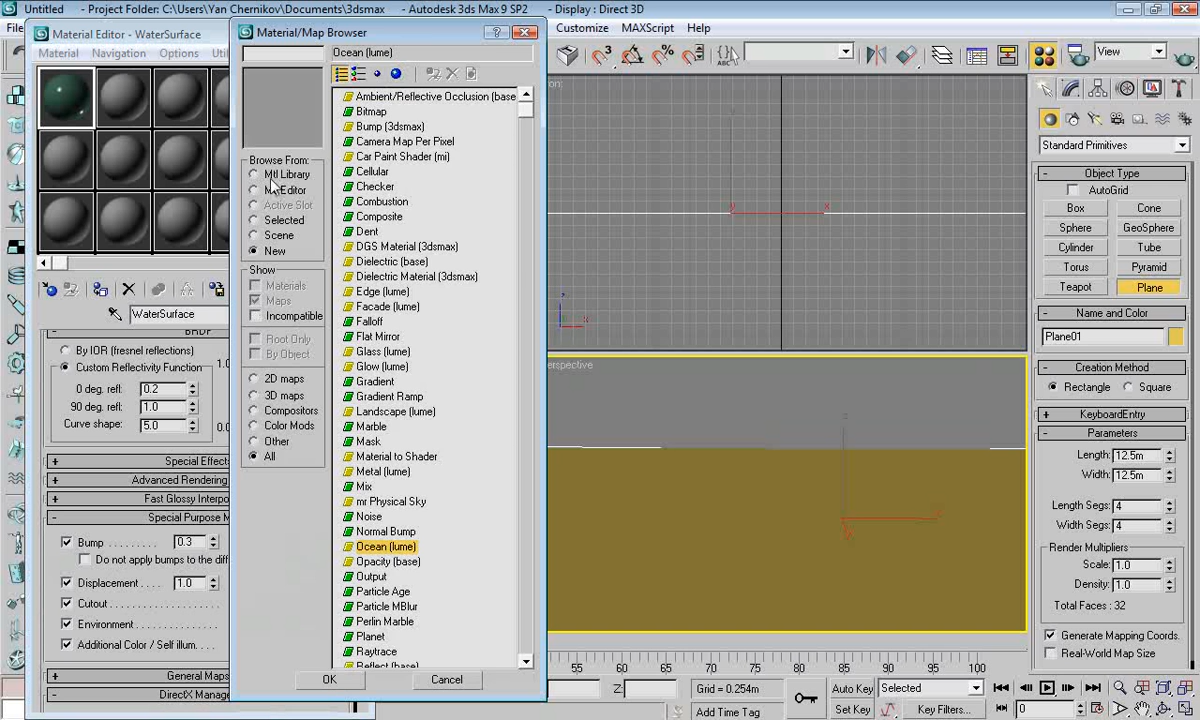 Untitled - Project Folder: C:\Users\Yan Chernikov\Documents\3dsmax - Autodesk 3ds Max 9 SP2 - Display : Direct 3D
Customize MAXScript Help
Material Editor - WaterSurface
Material Navigation Options
View
Material/Map Browser
Ocean (lume)
Browse From:
Mtl Library
Mtl Editor
Active Slot
Selected
Scene
New
Show
Materials
Maps
Incompatible
Root Only
By Object
2D maps
3D maps
Compositors
Color Mods
Other
All
Ambient/Reflective Occlusion (base
Bitmap
Bump (3dsmax)
Camera Map Per Pixel
Car Paint Shader (mi)
Cellular
Checker
Combustion
Composite
Dent
DGS Material (3dsmax)
Dielectric (base)
Dielectric Material (3dsmax)
Edge (lume)
Facade (lume)
Falloff
Flat Mirror
Glass (lume)
Glow (lume)
Gradient
Gradient Ramp
Landscape (lume)
Marble
Mask
Material to Shader
Metal (lume)
Mix
mr Physical Sky
Noise
Normal Bump
Ocean (lume)
Opacity (base)
Output
Particle Age
Particle MBlur
Perlin Marble
Planet
Raytrace
Reflect (base)
OK
Cancel
WaterSurface
BRDF
By IOR (fresnel reflections)
Custom Reflectivity Function
0 deg. refl: 0.2
90 deg. refl: 1.0
Curve shape: 5.0
Special Effects
Advanced Rendering
Fast Glossy Interpo
Special Purpose M
Bump 0.3
Do not apply bumps to the diff
Displacement 1.0
Cutout
Environment
Additional Color / Self illum.
General Maps
DirectX Manage
Standard Primitives
Object Type
AutoGrid
Box Cone
Sphere GeoSphere
Cylinder Tube
Torus Pyramid
Teapot Plane
Name and Color
Plane01
Creation Method
Rectangle Square
KeyboardEntry
Parameters
Length: 12.5m
Width: 12.5m
Length Segs: 4
Width Segs: 4
Render Multipliers
Scale: 1.0
Density: 1.0
Total Faces : 32
Generate Mapping Coords.
Real-World Map Size
55 60 65 70 75 80 85 90 95 100
Z: Grid = 0.254m Auto Key Selected
Add Time Tag Set Key Key Filters... 0